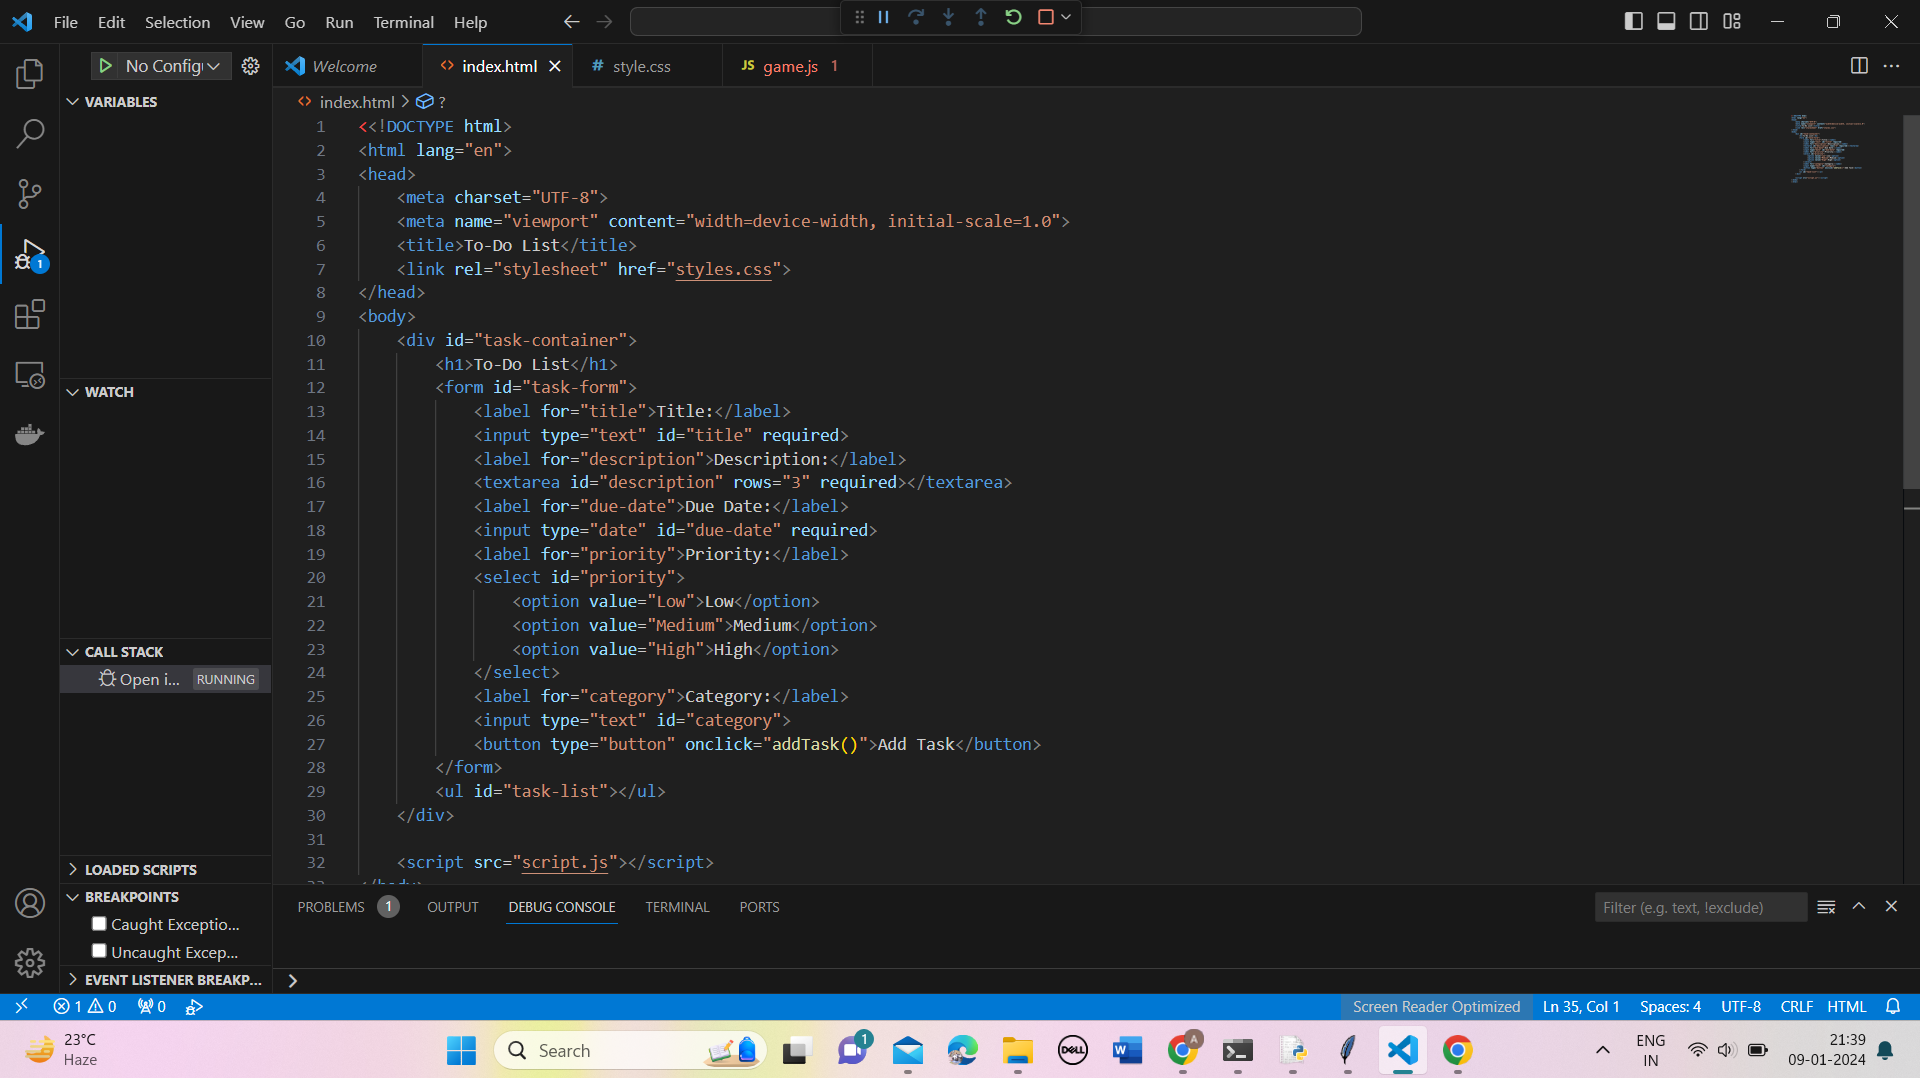 File Edit Selection View Go Run Terminal Help
No Config
Welcome
index.html
# style.css
JS game.js 1
VARIABLES
index.html > ?
1 <<!DOCTYPE html>
2 <html lang="en">
3 <head>
4 <meta charset="UTF-8">
5 <meta name="viewport" content="width=device-width, initial-scale=1.0">
6 <title>To-Do List</title>
7 <link rel="stylesheet" href="styles.css">
8 </head>
9 <body>
10 <div id="task-container">
11 <h1>To-Do List</h1>
12 <form id="task-form">
13 <label for="title">Title:</label>
14 <input type="text" id="title" required>
15 <label for="description">Description:</label>
16 <textarea id="description" rows="3" required></textarea>
17 <label for="due-date">Due Date:</label>
18 <input type="date" id="due-date" required>
19 <label for="priority">Priority:</label>
20 <select id="priority">
21 <option value="Low">Low</option>
22 <option value="Medium">Medium</option>
23 <option value="High">High</option>
24 </select>
25 <label for="category">Category:</label>
26 <input type="text" id="category">
27 <button type="button" onclick="addTask()">Add Task</button>
28 </form>
29 <ul id="task-list"></ul>
30 </div>
31
32 <script src="script.js"></script>
1
WATCH
CALL STACK
Open i... RUNNING
LOADED SCRIPTS
BREAKPOINTS
Caught Exceptio...
Uncaught Excep...
EVENT LISTENER BREAKP...
PROBLEMS 1 OUTPUT DEBUG CONSOLE TERMINAL PORTS
Filter (e.g. text, !exclude)
1 0 0
Screen Reader Optimized Ln 35, Col 1 Spaces: 4 UTF-8 CRLF HTML
23°C
Haze
Search
1
DELL
W
A
ENG
IN
21:39
09-01-2024